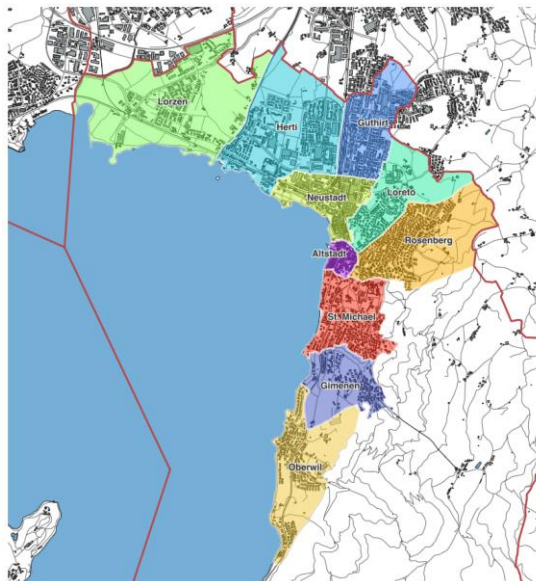 Lorzen
Herti
Guthirt
Neustadt
Loreto
Rosenberg
Altstadt
St. Michael
Gimenen
Oberwil